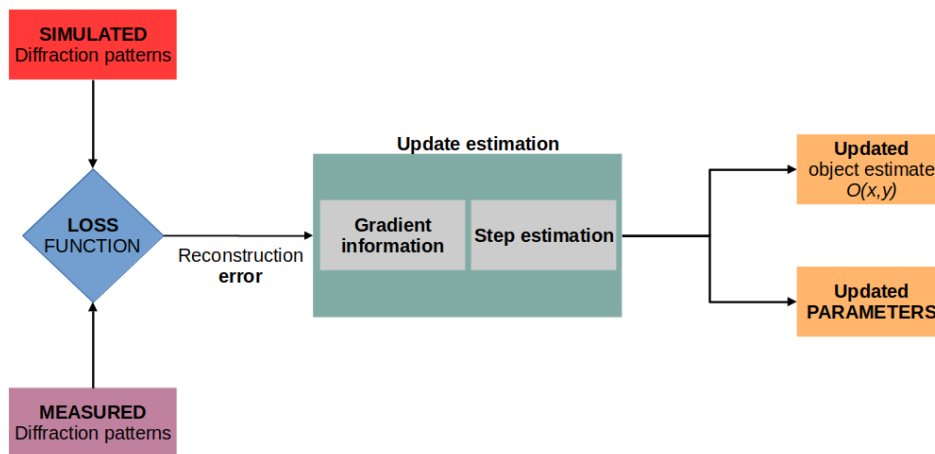 SIMULATED
Diffraction patterns
Update estimation
Updated
object estimate
O(x,y)
LOSS
FUNCTION
Gradient
information
Step estimation
Reconstruction
error
Updated
PARAMETERS
MEASURED
Diffraction patterns